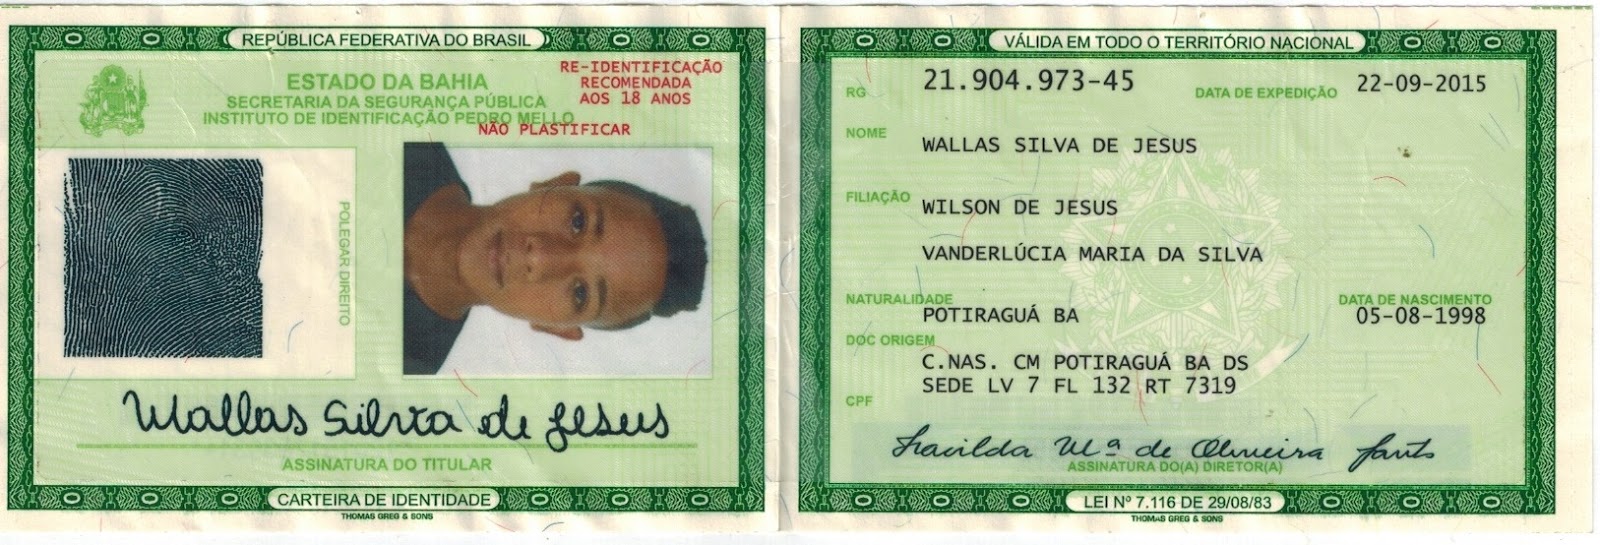 REPÚBLICA FEDERATIVA DO BRASIL
ESTADO DA BAHIA
SECRETARIA DA SEGURANÇA PÚBLICA
INSTITUTO DE IDENTIFICAÇÃO PEDRO MELLO
RE-IDENTIFICAÇÃO
RECOMENDADA
AOS 18 ANOS
NÃO PLASTIFICAR
POLEGAR DIREITO
Wallas Silva de Jesus
ASSINATURA DO TITULAR
CARTEIRA DE IDENTIDADE
THOMAS GREG & SONS
VÁLIDA EM TODO O TERRITÓRIO NACIONAL
RG 21.904.973-45 DATA DE EXPEDIÇÃO 22-09-2015
NOME
WALLAS SILVA DE JESUS
FILIAÇÃO
WILSON DE JESUS
VANDERLÚCIA MARIA DA SILVA
NATURALIDADE DATA DE NASCIMENTO
POTIRAGUÁ BA 05-08-1998
DOC ORIGEM
C.NAS. CM POTIRAGUÁ BA DS
SEDE LV 7 FL 132 RT 7319
CPF
Mª de Oliveira
ASSINATURA DO(A) DIRETOR(A)
LEI Nº 7.116 DE 29/08/83
THOMAS GREG & SONS